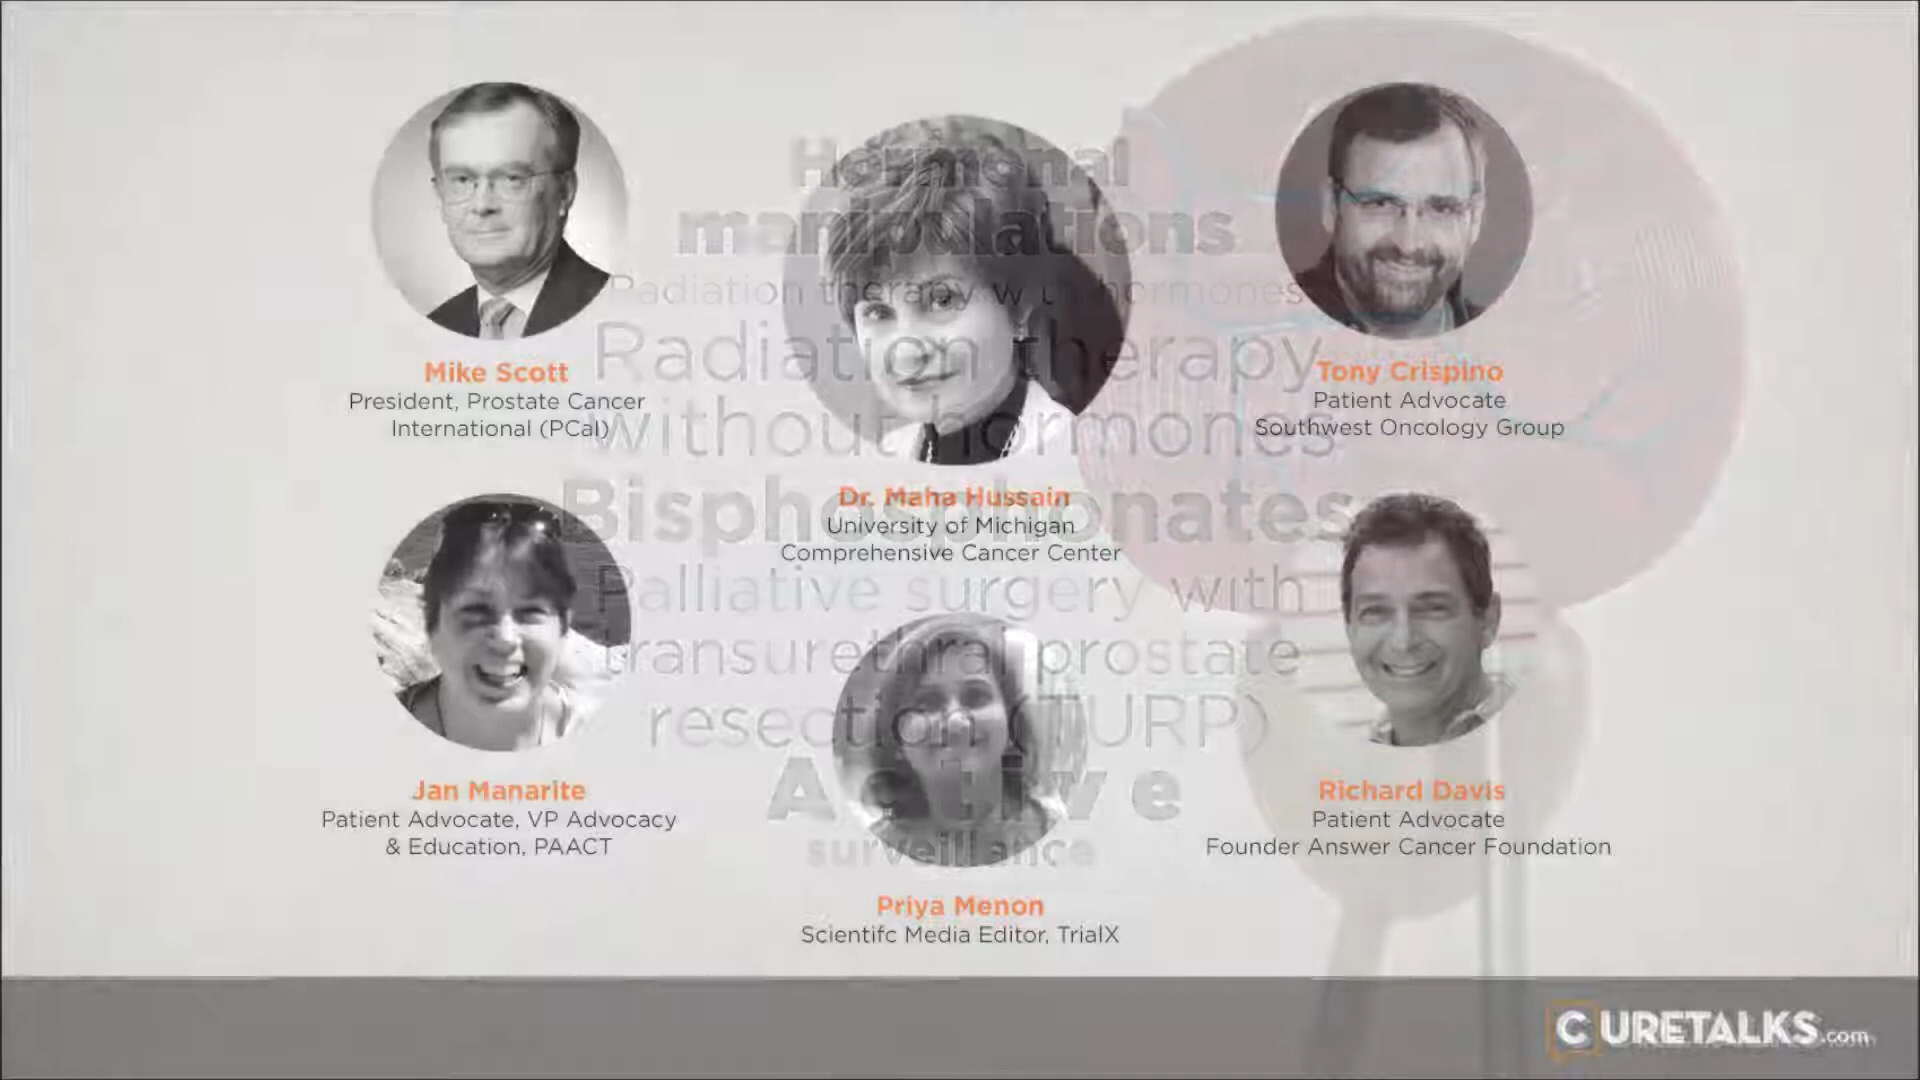 Hormonal
manipulations
Radiation therapy with hormones
Radiation therapy
without hormones
Bisphosphonates
Palliative surgery with
transurethral prostate
resection (TURP)
Active
surveillance
Mike Scott
President, Prostate Cancer
International (PCaI)
Dr. Maha Hussain
University of Michigan
Comprehensive Cancer Center
Tony Crispino
Patient Advocate
Southwest Oncology Group
Jan Manarite
Patient Advocate, VP Advocacy
& Education, PAACT
Priya Menon
Scientifc Media Editor, TrialX
Richard Davis
Patient Advocate
Founder Answer Cancer Foundation
CURETALKS.com